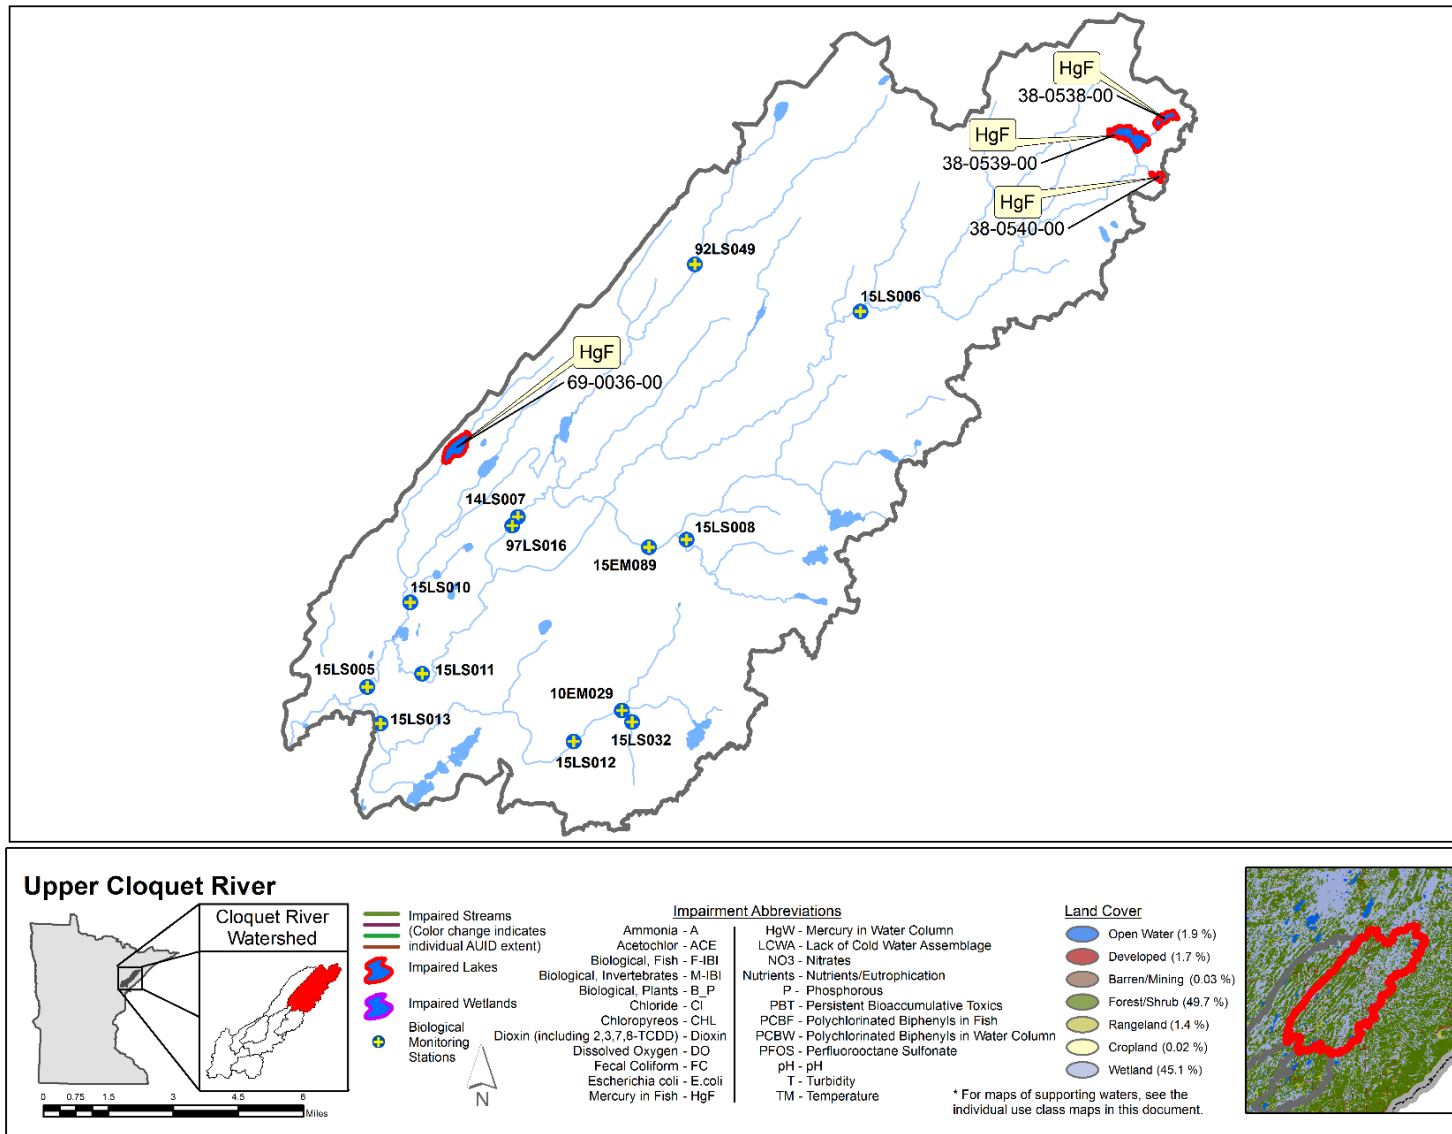 HgF
38-0538-00
HgF
38-0539-00
HgF
38-0540-00
92LS049
15LS006
HgF
69-0036-00
14LS007
97LS016
15LS008
15EM089
15LS010
15LS011
15LS005
15LS013
10EM029
15LS032
15LS012
Upper Cloquet River
Cloquet River
Watershed
0 0.75 1.5 3 4.5 6
Miles
Impaired Streams
(Color change indicates
individual AUID extent)
Impaired Lakes
Impaired Wetlands
Biological
Monitoring
Stations
N
Impairment Abbreviations
Ammonia - A
Acetochlor - ACE
Biological, Fish - F-IBI
Biological, Invertebrates - M-IBI
Biological, Plants - B_P
Chloride - Cl
Chloropyreos - CHL
Dioxin (including 2,3,7,8-TCDD) - Dioxin
Dissolved Oxygen - DO
Fecal Coliform - FC
Escherichia coli - E.coli
Mercury in Fish - HgF
HgW - Mercury in Water Column
LCWA - Lack of Cold Water Assemblage
NO3 - Nitrates
Nutrients - Nutrients/Eutrophication
P - Phosphorous
PBT - Persistent Bioaccumulative Toxics
PCBF - Polychlorinated Biphenyls in Fish
PCBW - Polychlorinated Biphenyls in Water Column
PFOS - Perfluorooctane Sulfonate
pH - pH
T - Turbidity
TM - Temperature
Land Cover
Open Water (1.9 %)
Developed (1.7 %)
Barren/Mining (0.03 %)
Forest/Shrub (49.7 %)
Rangeland (1.4 %)
Cropland (0.02 %)
Wetland (45.1 %)
* For maps of supporting waters, see the
individual use class maps in this document.